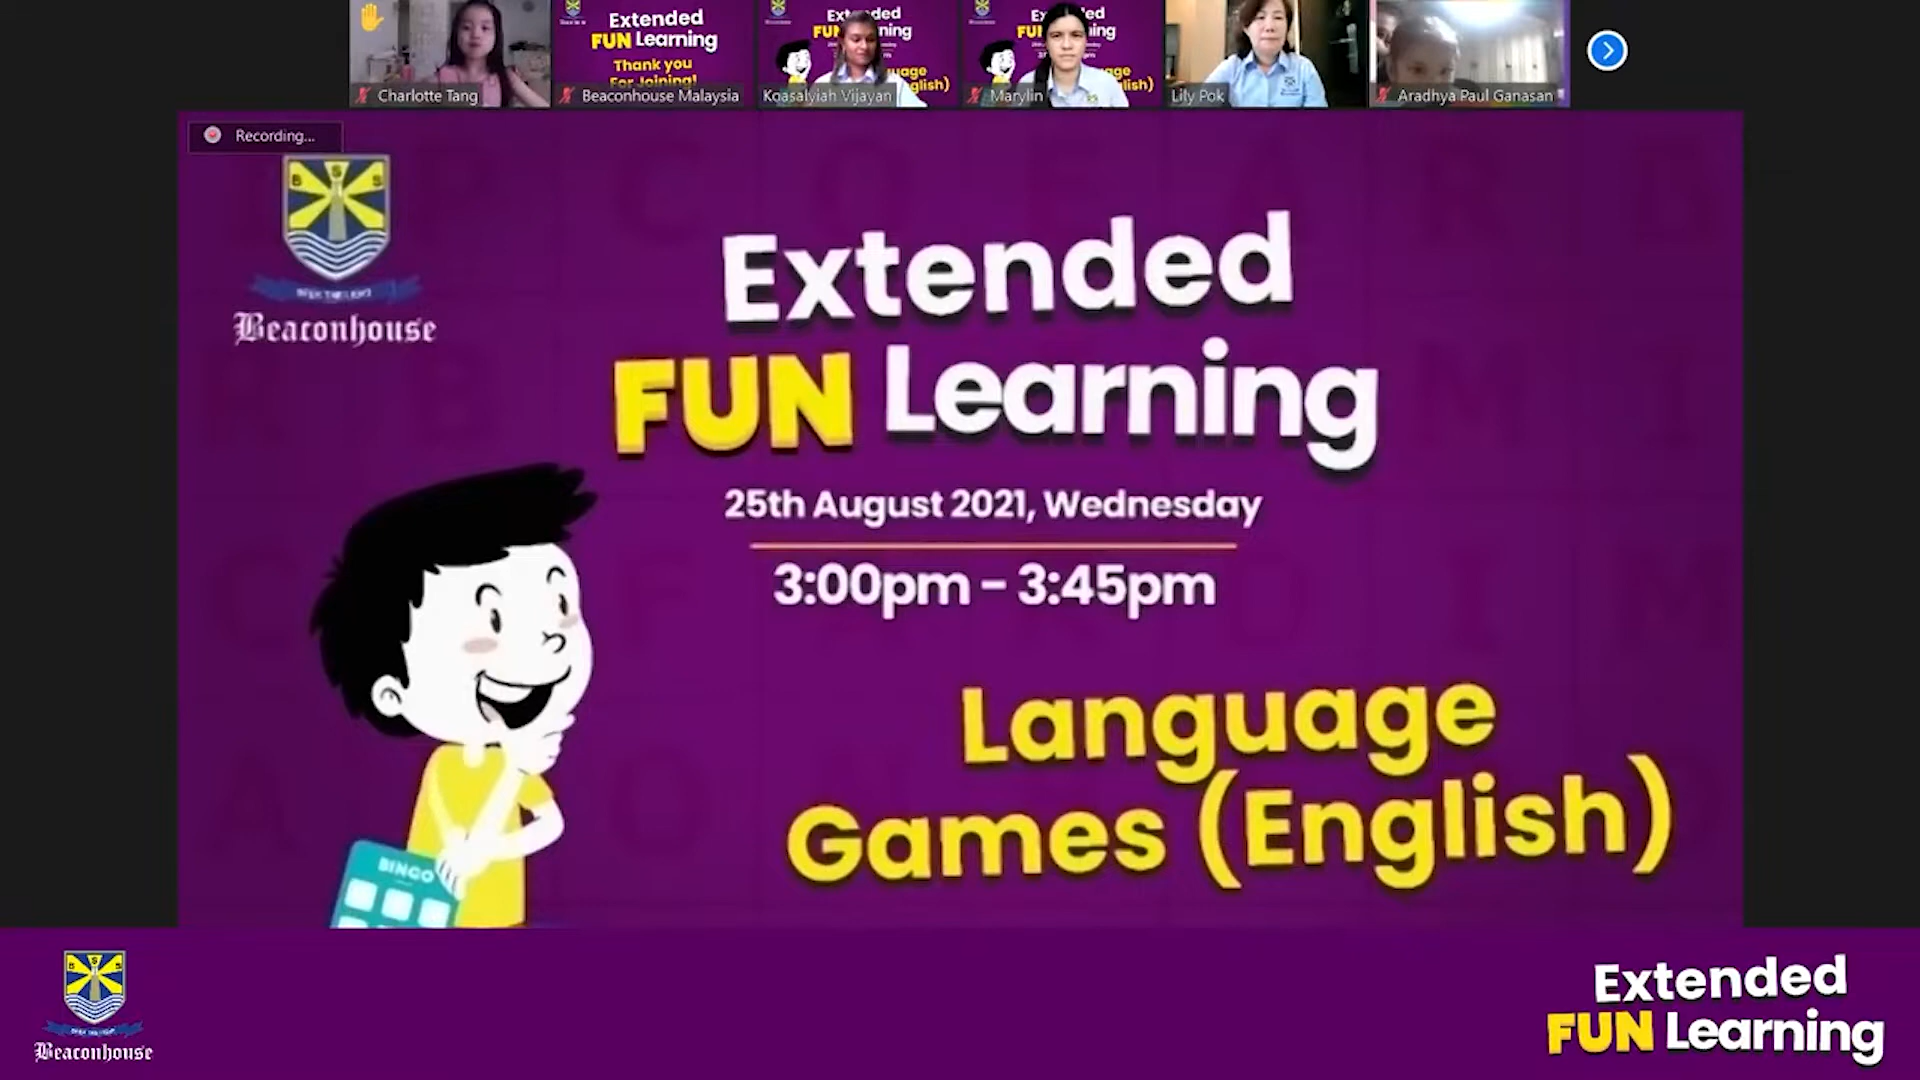 Extended
FUN Learning
Thank you
For Joining!
Charlotte Tang
Beaconhouse Malaysia
Koasalyiah Vijayan
Marylin
Lily Pok
Aradhya Paul Ganasan
Recording...
B S S
Beaconhouse
Extended
FUN Learning
25th August 2021, Wednesday
3:00pm - 3:45pm
Language
Games (English)
BINGO
B S S
Beaconhouse
Extended
FUN Learning